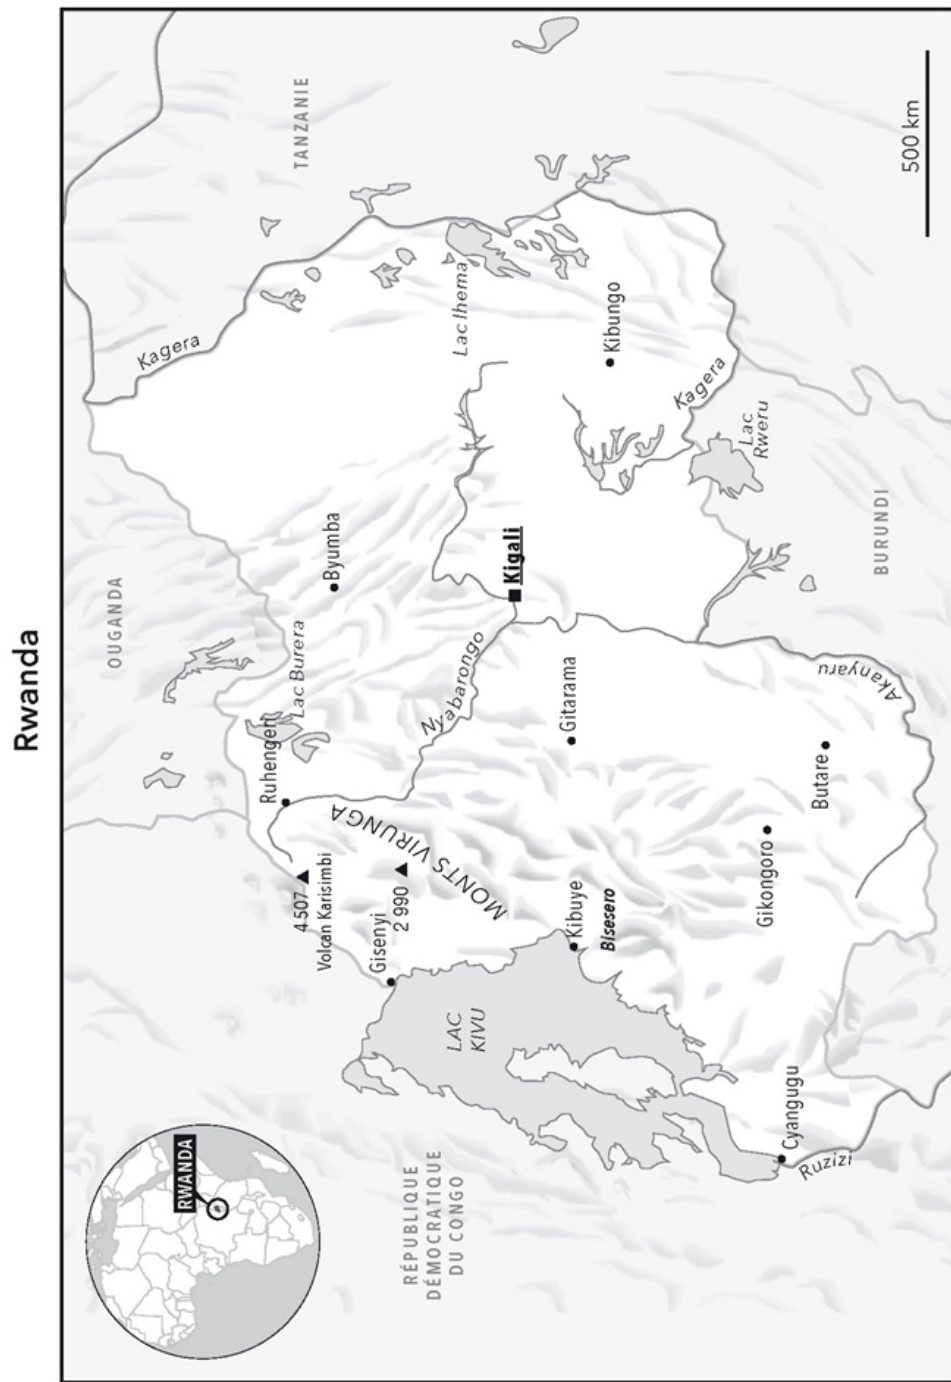 Rwanda
RWANDA
OUGANDA
TANZANIE
Kagera
Ruhengeri
Lac Burera
Byumba
4 507
Volcan Karisimbi
Gisenyi
2 990
MONTS VIRUNGA
Nyabarongo
Lac Ihema
RÉPUBLIQUE
DÉMOCRATIQUE
DU CONGO
LAC
KIVU
Kigali
Kibuye
Bisesero
Gitarama
Kibungo
Kagera
Lac
Rweru
Cyangugu
Ruzizi
Gikongoro
Butare
Akanyaru
BURUNDI
500 km